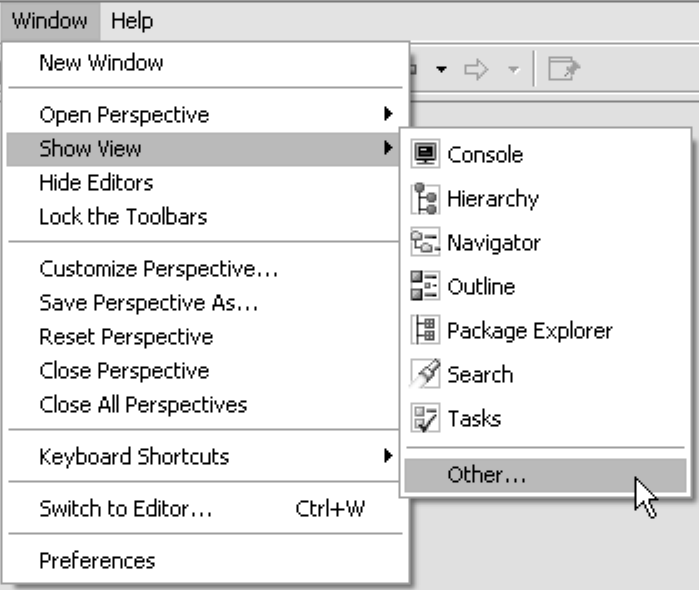 Window Help
New Window
Open Perspective
Show View
Hide Editors
Lock the Toolbars
Customize Perspective...
Save Perspective As...
Reset Perspective
Close Perspective
Close All Perspectives
Keyboard Shortcuts
Switch to Editor... Ctrl+W
Preferences
Console
Hierarchy
Navigator
Outline
Package Explorer
Search
Tasks
Other...